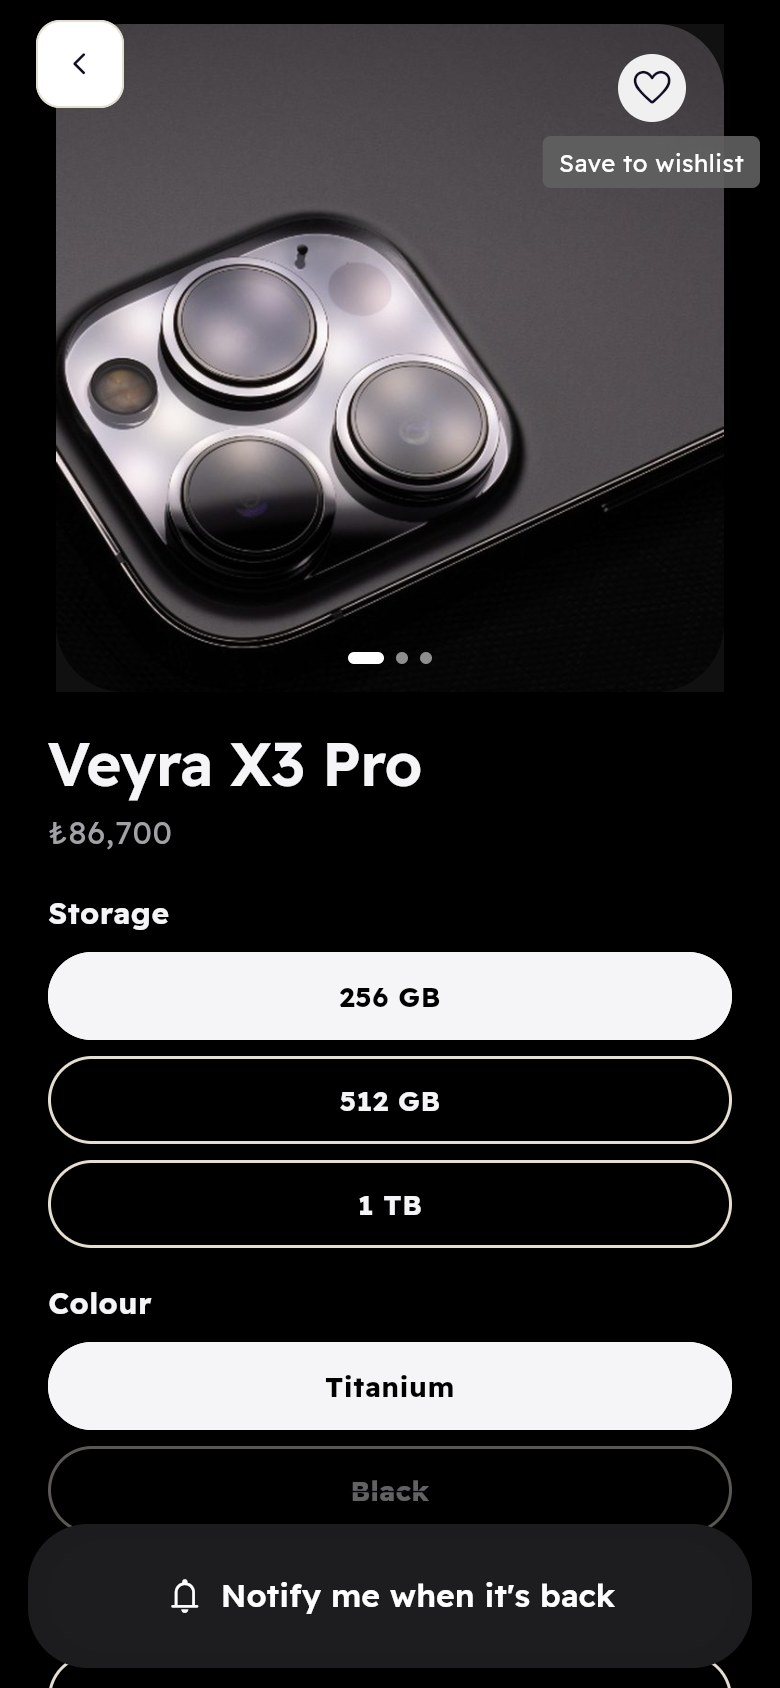 Save to wishlist
Veyra X3 Pro
₺86,700
Storage
256 GB
512 GB
1 TB
Colour
Titanium
Black
Notify me when it's back